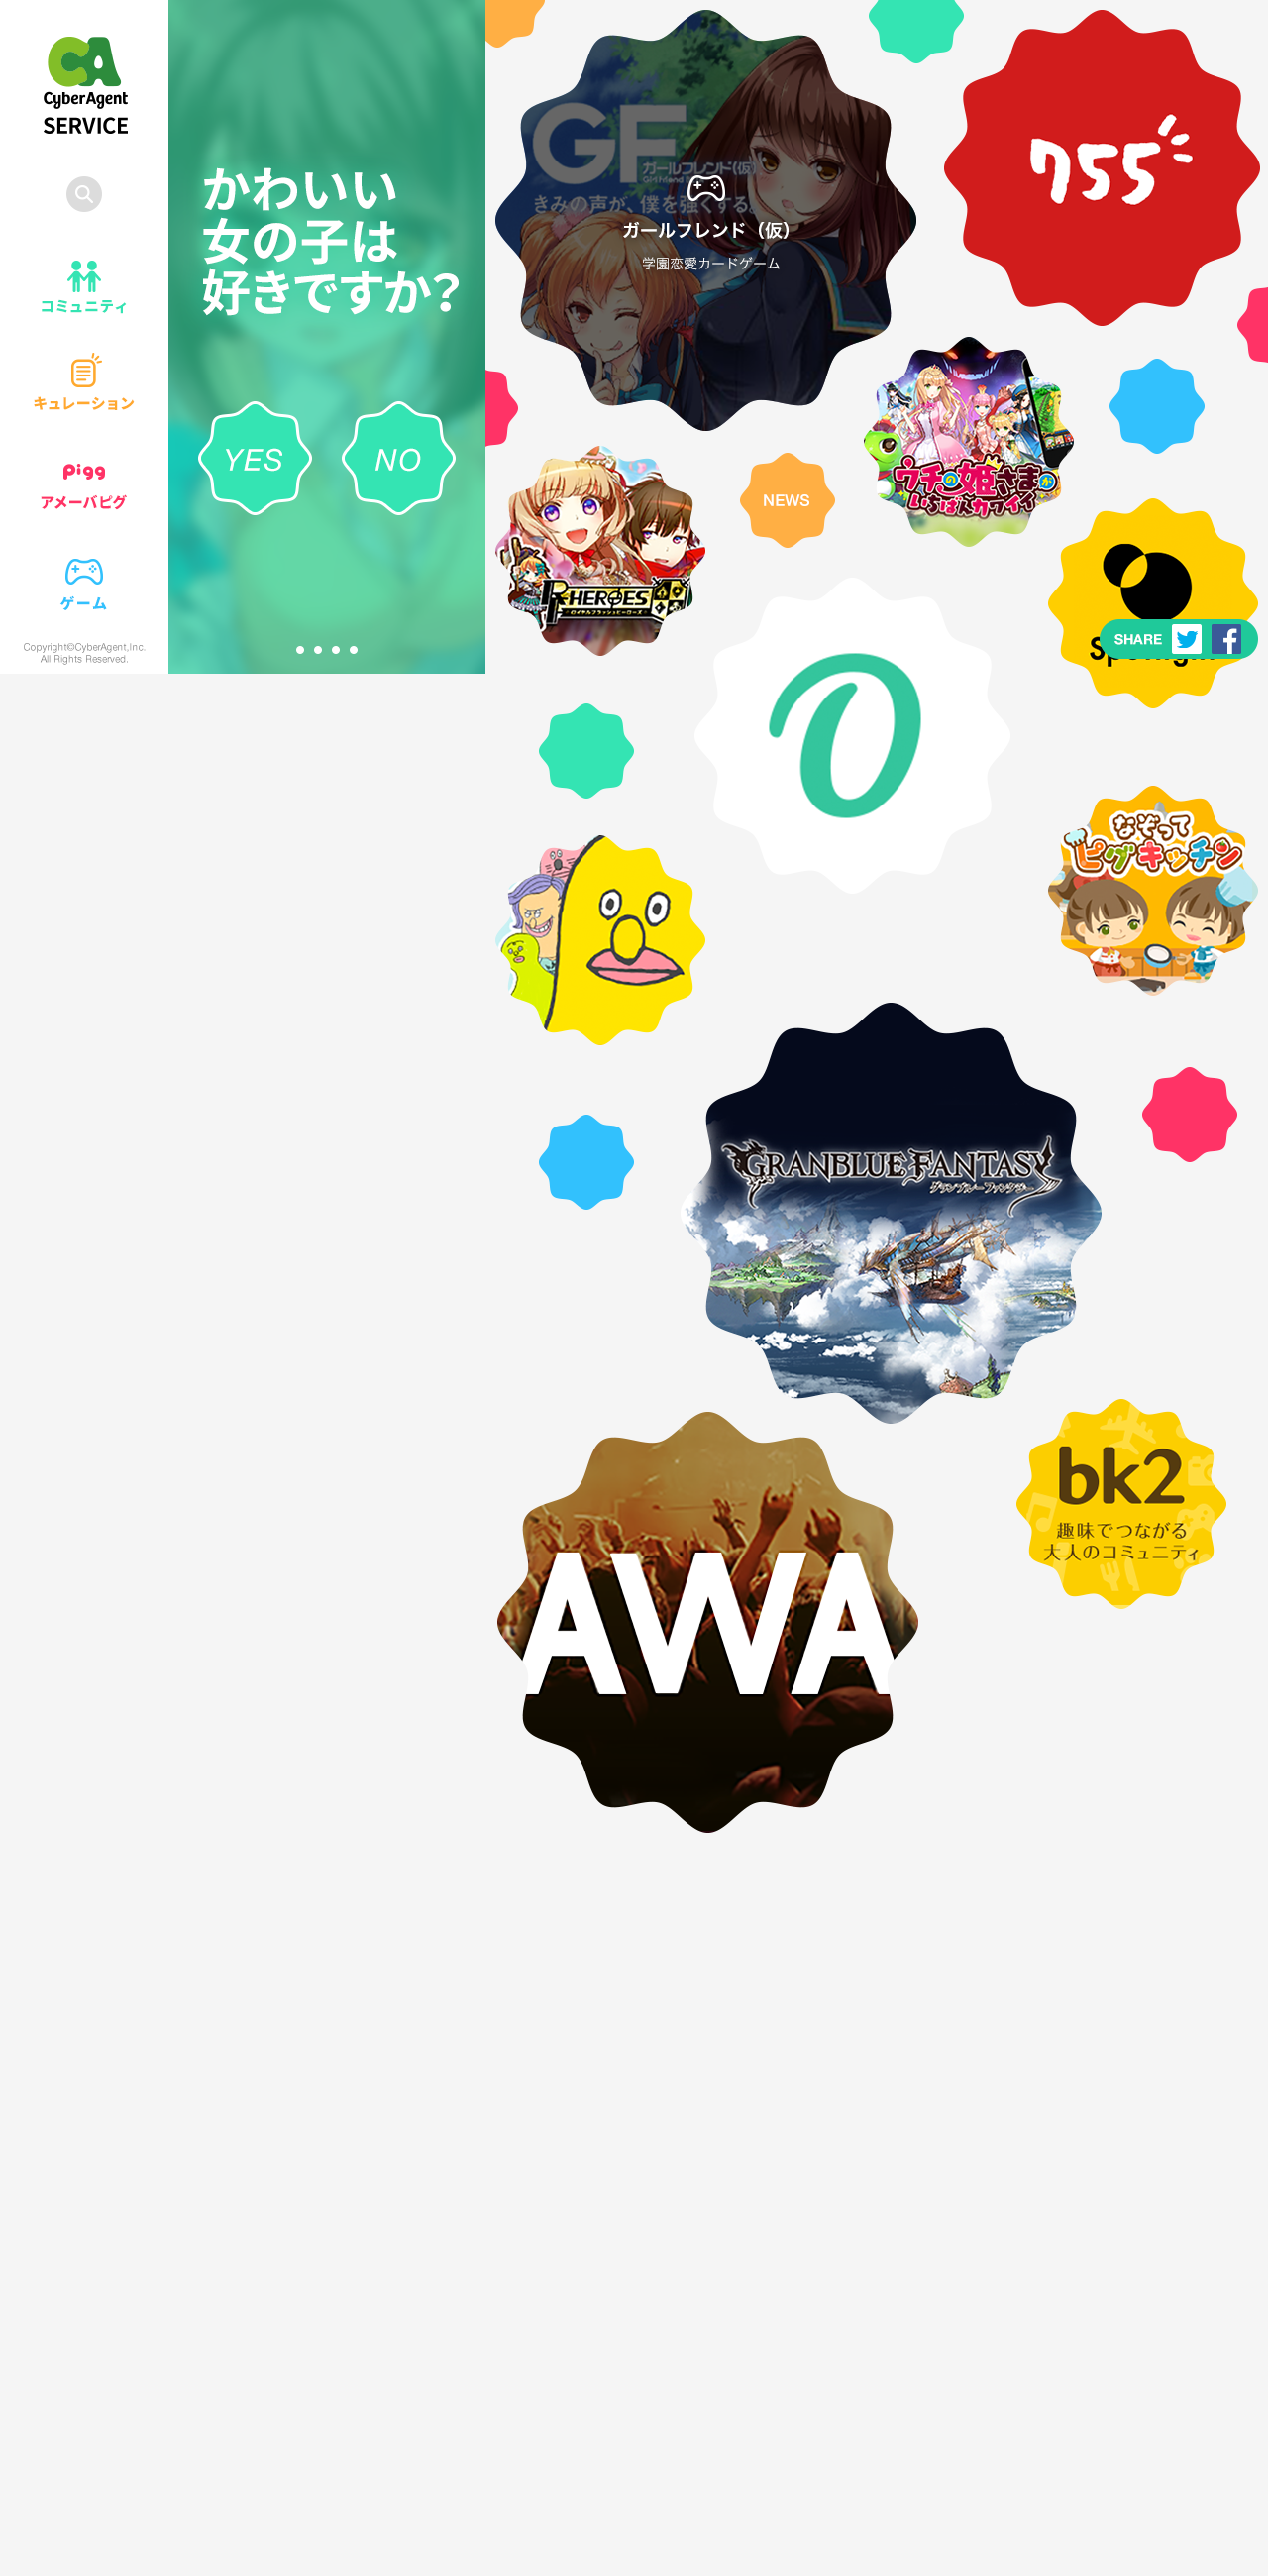 CyberAgent
SERVICE
コミュニティ
キュレーション
Pigg
アメーバピグ
ゲーム
Copyright©CyberAgent,Inc.
All Rights Reserved.
かわいい
女の子は
好きですか?
YES
NO
GF
ガールフレンド(仮)
きみの声が、僕を強くする。
ガールフレンド（仮）
学園恋愛カードゲーム
755
ウチの姫さまが
いちばんカワイイ
HEROES
NEWS
SHARE
なぞって
ピグキッチン
GRANBLUE FANTASY
グランブルーファンタジー
AWA
bk2
趣味でつながる
大人のコミュニティ